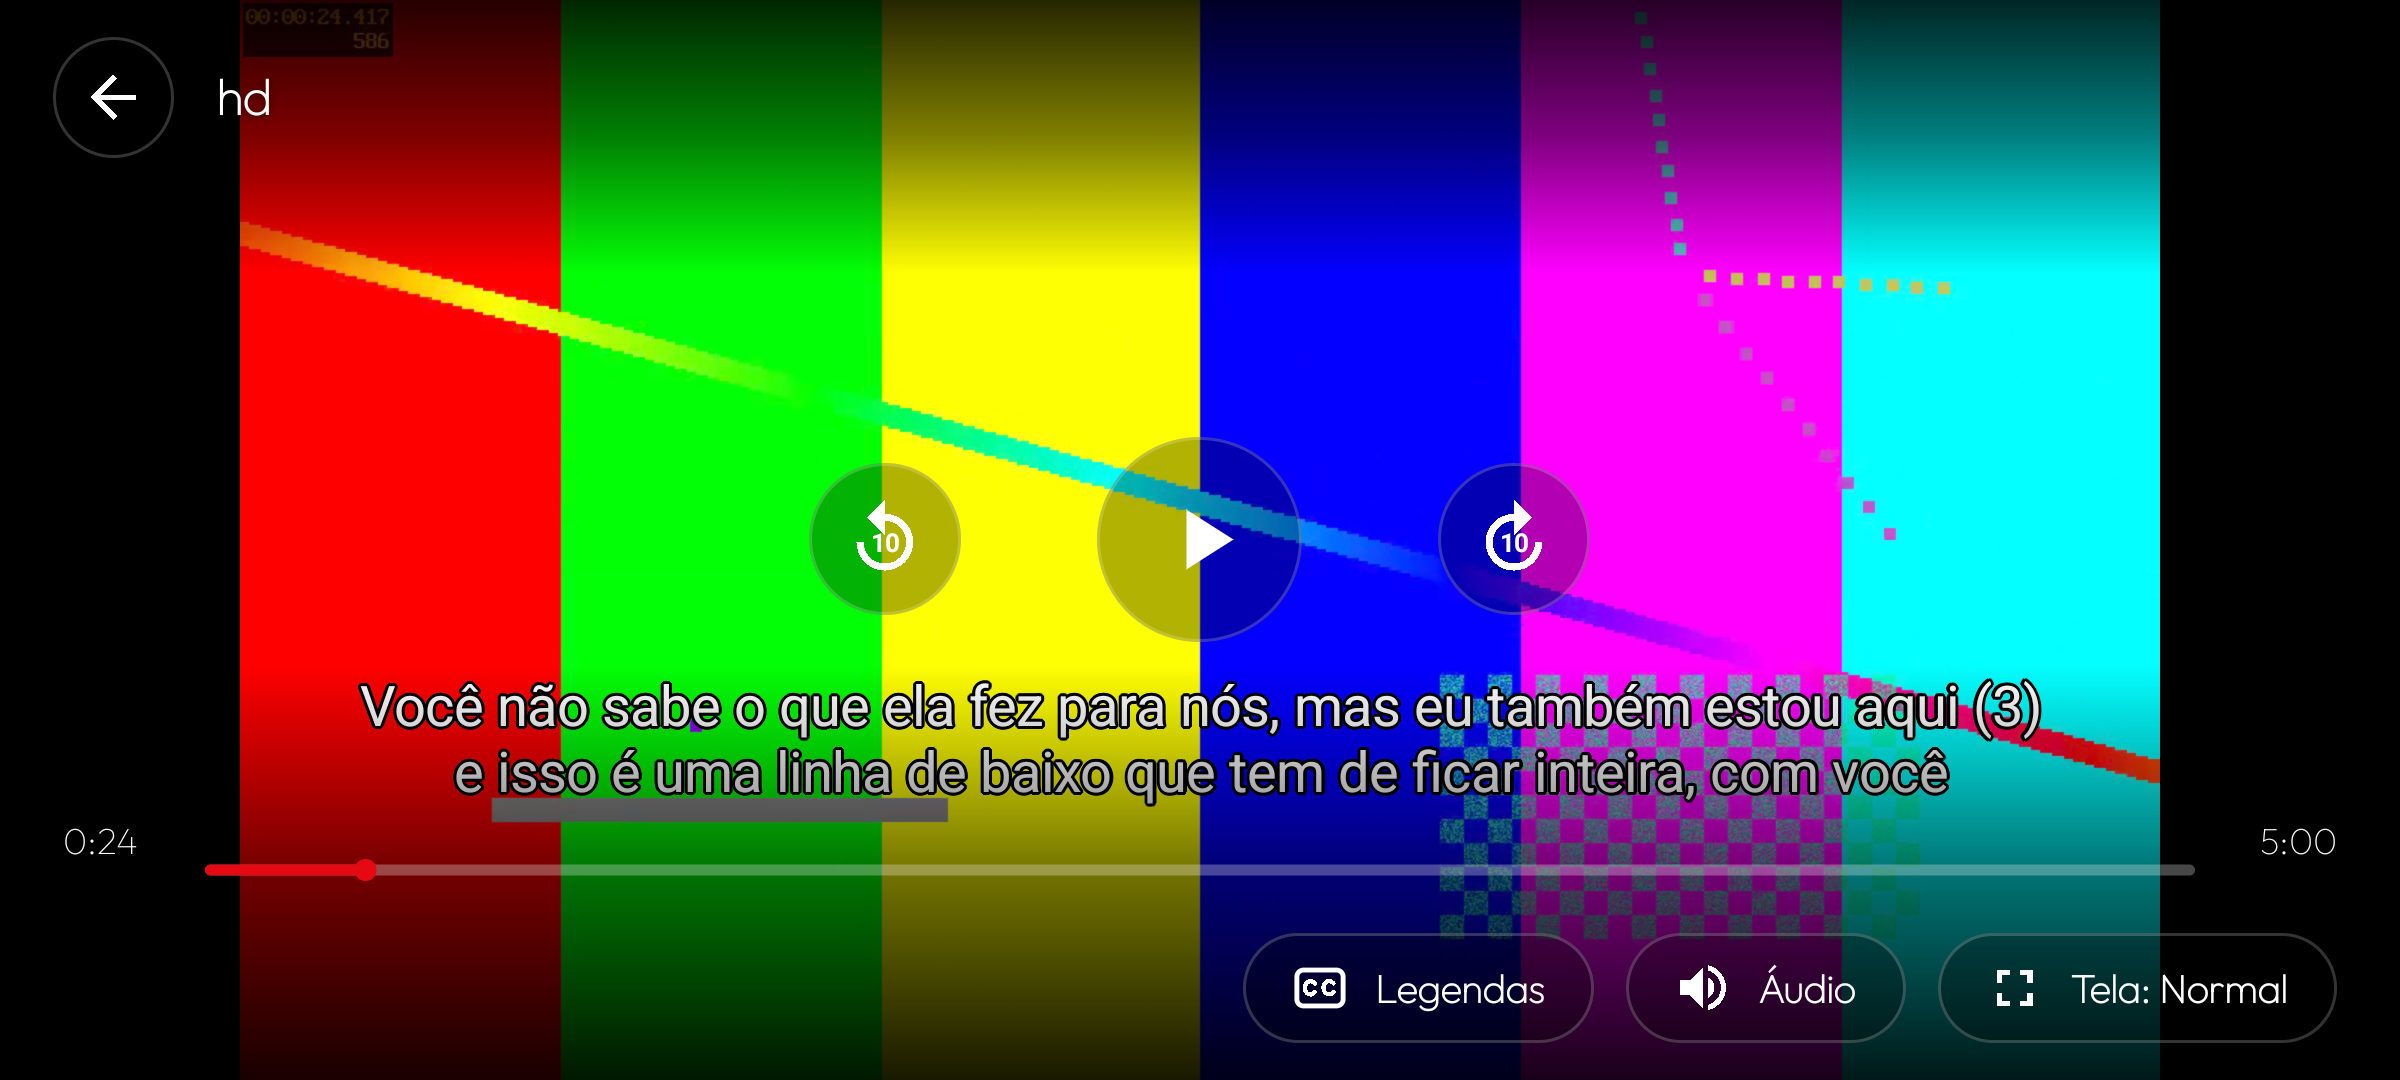 00:00:24.417
586
hd
10
10
Você não sabe o que ela fez para nós, mas eu também estou aqui (3)
e isso é uma linha de baixo que tem de ficar inteira, com você
0:24
5:00
CC Legendas
Áudio
Tela: Normal